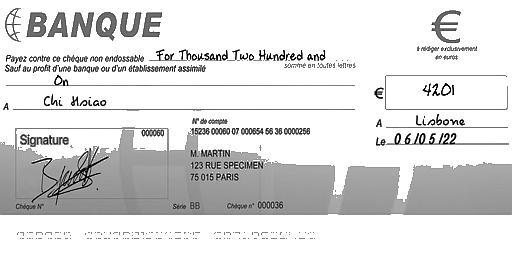 BANQUE
€
à rédiger exclusivement
en euros
Payez contre ce chèque non endossable For Thousand Two Hundred and
Sauf au profit d'une banque ou d'un établissement assimilé
somme en toutes lettres
On
A Chi Hsiao
€ 4201
A Lisbone
Le 06/05/22
Signature 000060
N° de compte
15236 00060 07 000654 56 36 0000256
M. MARTIN
123 RUE SPECIMEN
75 015 PARIS
Chèque N° Série BB Chèque n° 000036